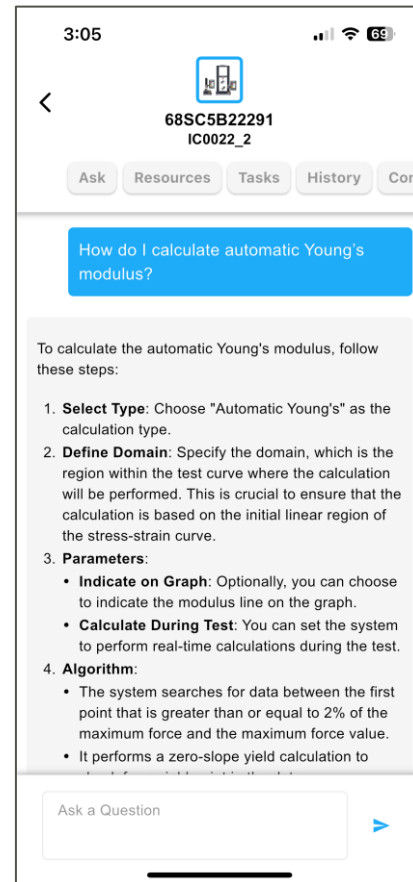 3:05
69
68SC5B22291
IC0022_2
Ask Resources Tasks History Con
How do I calculate automatic Young's
modulus?
To calculate the automatic Young's modulus, follow
these steps:
1. Select Type: Choose "Automatic Young's" as the
calculation type.
2. Define Domain: Specify the domain, which is the
region within the test curve where the calculation
will be performed. This is crucial to ensure that the
calculation is based on the initial linear region of
the stress-strain curve.
3. Parameters:
• Indicate on Graph: Optionally, you can choose
to indicate the modulus line on the graph.
• Calculate During Test: You can set the system
to perform real-time calculations during the test.
4. Algorithm:
• The system searches for data between the first
point that is greater than or equal to 2% of the
maximum force and the maximum force value.
• It performs a zero-slope yield calculation to
Ask a Question